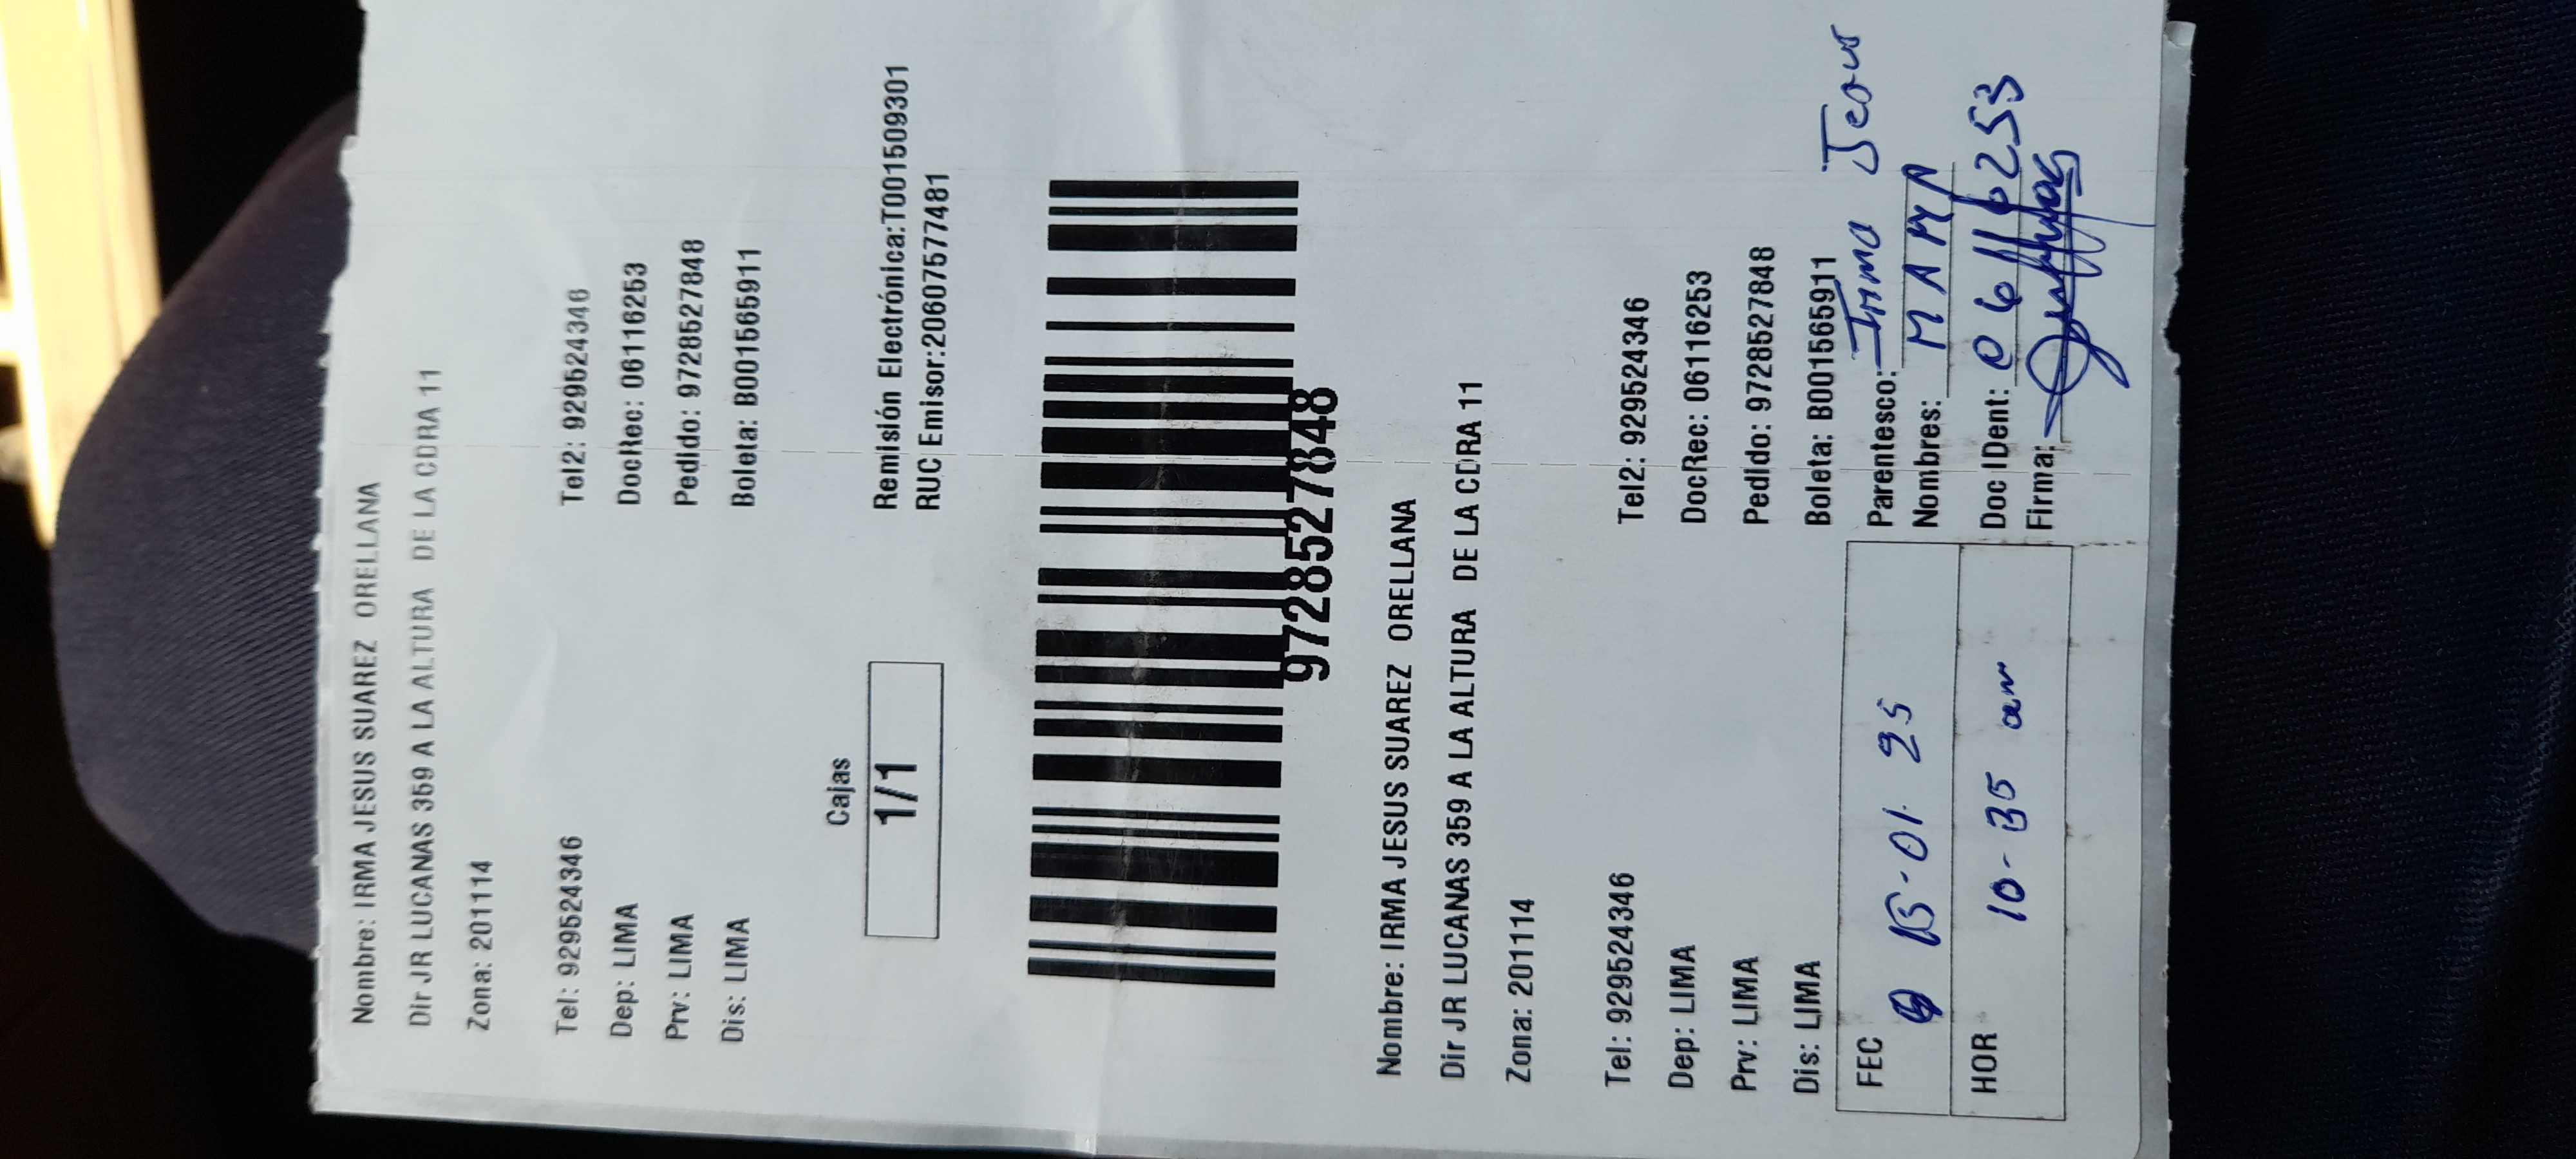 Nombre: IRMA JESUS SUAREZ ORELLANA
Dir JR LUCANAS 359 A LA ALTURA DE LA CDRA 11
Zona: 201114
Tel: 929524346 Tel2: 929524346
Dep: LIMA DocRec: 06116253
Prv: LIMA Pedido: 9728527848
Dis: LIMA Boleta: B001565911
Cajas
1/1
Remisión Electrónica:T001509301
RUC Emisor:20607577481
9728527848
Nombre: IRMA JESUS SUAREZ ORELLANA
Dir JR LUCANAS 359 A LA ALTURA DE LA CDRA 11
Zona: 201114
Tel: 929524346 Tel2: 929524346
Dep: LIMA DocRec: 06116253
Prv: LIMA Pedido: 9728527848
Dis: LIMA Boleta: B001565911
FEC 15-01. 25
HOR 10-35 am
Parentesco: Irma Jesus
Nombres: MAMA
Doc IDent: 06116253
Firma: